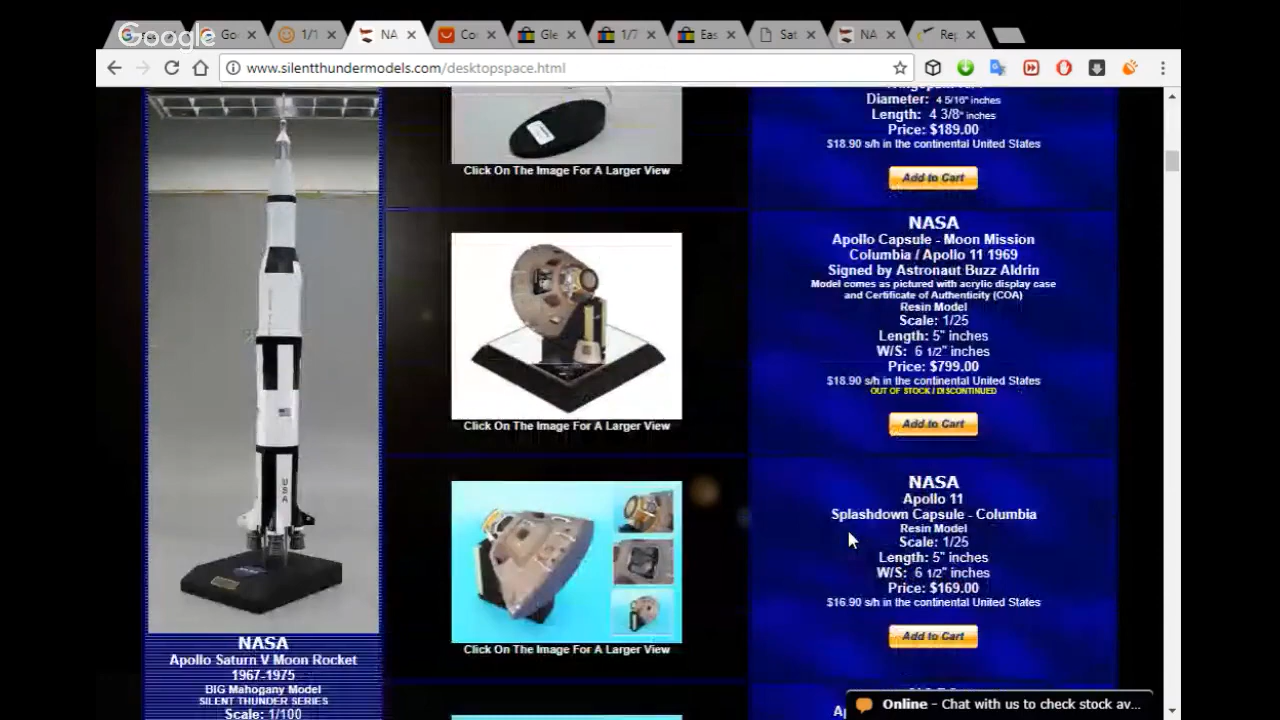 Google
Go
1/1
NA
Co
Gle
1/7
Eas
Sat
NA
Rep
www.silentthundermodels.com/desktopspace.html
Diameter: 4 5/16" inches
Length: 4 3/8" inches
Price: $189.00
$18.90 s/h in the continental United States
Add to Cart
Click On The Image For A Larger View
NASA
Apollo Capsule - Moon Mission
Columbia / Apollo 11 1969
Signed by Astronaut Buzz Aldrin
Model comes as pictured with acrylic display case
and Certificate of Authenticity (COA)
Resin Model
Scale: 1/25
Length: 5" inches
W/S: 6 1/2" inches
Price: $799.00
$18.90 s/h in the continental United States
OUT OF STOCK / DISCONTINUED
Add to Cart
Click On The Image For A Larger View
NASA
Apollo 11
Splashdown Capsule - Columbia
Resin Model
Scale: 1/25
Length: 5" inches
W/S: 6 1/2" inches
Price: $169.00
$16.90 s/h in the continental United States
Add to Cart
Click On The Image For A Larger View
USA
NASA
Apollo Saturn V Moon Rocket
1967-1975
BIG Mahogany Model
SILENT THUNDER SERIES
Scale: 1/100
Online - Chat with us to check stock av...